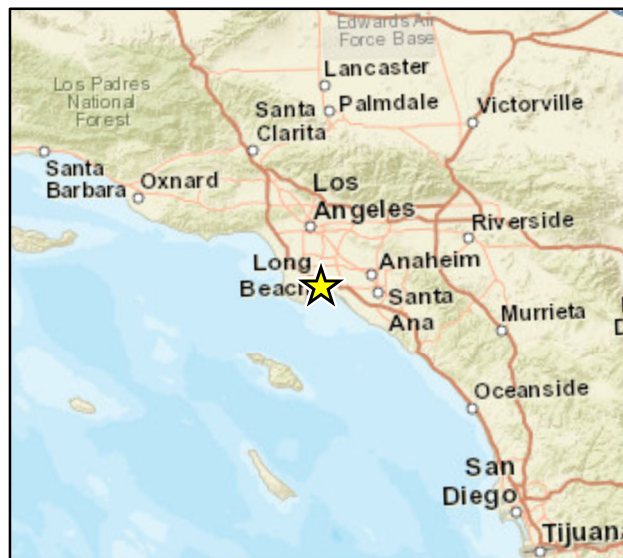 Edwards Air
Force Base
Lancaster
Los Padres
National
Forest
Santa
Clarita
Palmdale
Victorville
Santa
Barbara
Oxnard
Los
Angeles
Riverside
Long
Beach
Anaheim
Santa
Ana
Murrieta
Oceanside
San
Diego